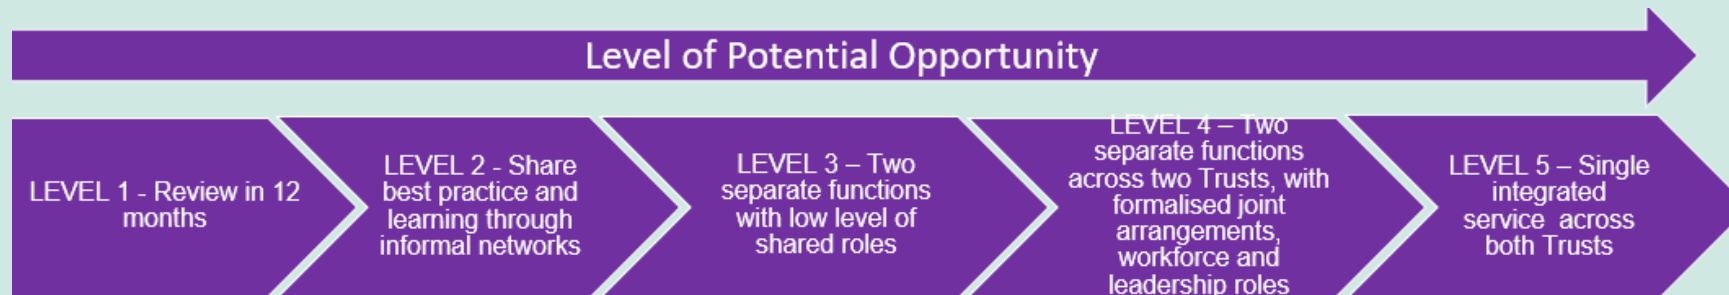 Level of Potential Opportunity
LEVEL 1 - Review in 12
months
LEVEL 2 - Share
best practice and
learning through
informal networks
LEVEL 3 – Two
separate functions
with low level of
shared roles
LEVEL 4 – Two
separate functions
across two Trusts, with
formalised joint
arrangements,
workforce and
leadership roles
LEVEL 5 – Single
integrated
service across
both Trusts